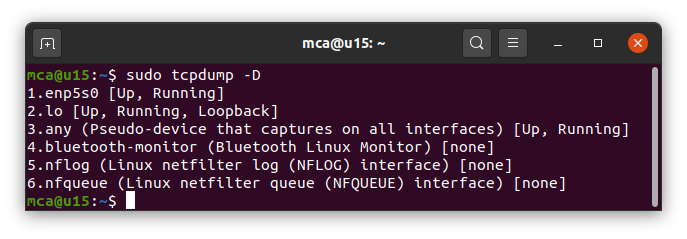 mca@u15: ~
mca@u15:~$ sudo tcpdump -D
1.enp5s0 [Up, Running]
2.lo [Up, Running, Loopback]
3.any (Pseudo-device that captures on all interfaces) [Up, Running]
4.bluetooth-monitor (Bluetooth Linux Monitor) [none]
5.nflog (Linux netfilter log (NFLOG) interface) [none]
6.nfqueue (Linux netfilter queue (NFQUEUE) interface) [none]
mca@u15:~$